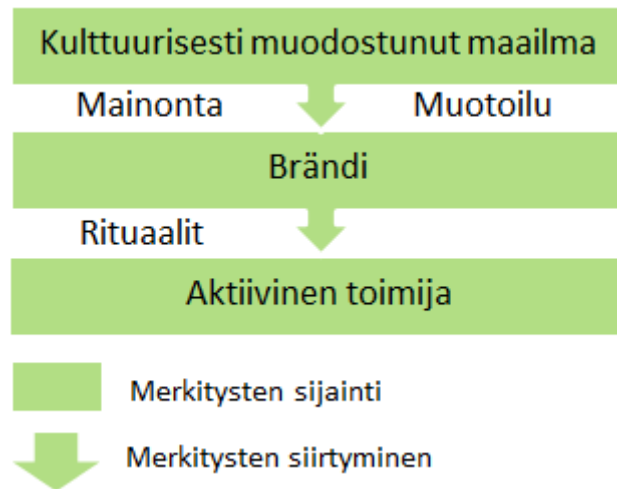 Kulttuurisesti muodostunut maailma
Mainonta Muotoilu
Brändi
Rituaalit
Aktiivinen toimija
Merkitysten sijainti
Merkitysten siirtyminen